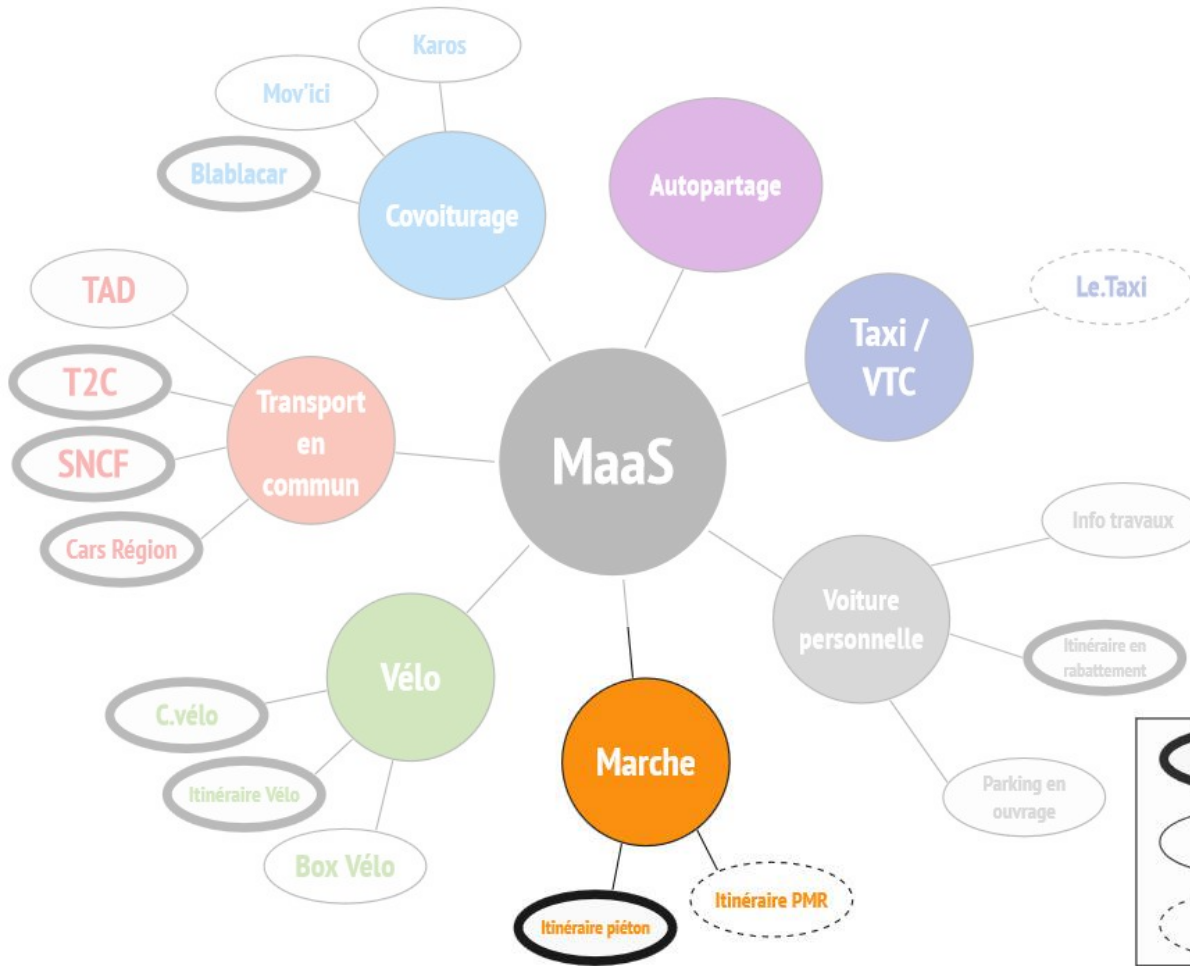 Karos
Mov'ici
Blablacar
Covoiturage
Autopartage
TAD
T2C
SNCF
Cars Région
Transport
en
commun
MaaS
Taxi /
VTC
Le.Taxi
Info travaux
Voiture
personnelle
Itinéraire en
rabattement
Parking en
ouvrage
Vélo
C.vélo
Itinéraire Vélo
Box Vélo
Marche
Itinéraire piéton
Itinéraire PMR